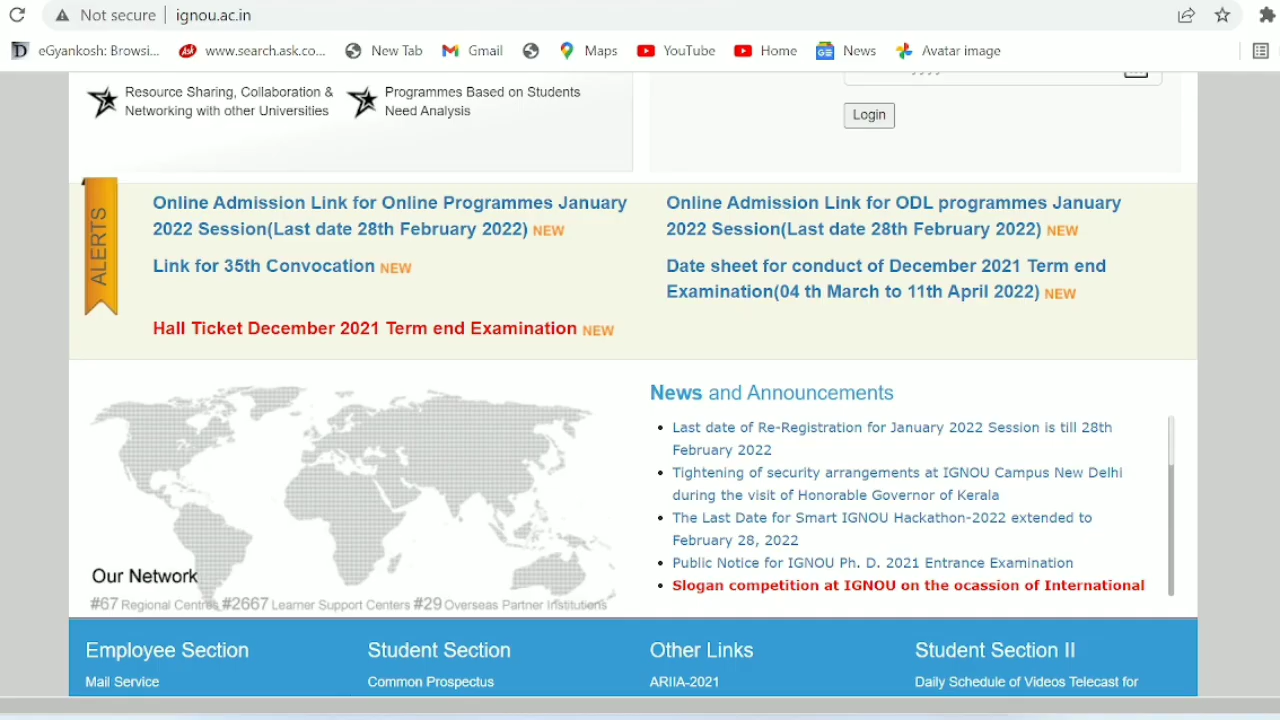 Not secure ignou.ac.in
eGyankosh: Browsi... www.search.ask.co... New Tab Gmail Maps YouTube Home News Avatar image
Resource Sharing, Collaboration &
Networking with other Universities
Programmes Based on Students
Need Analysis
Login
ALERTS
Online Admission Link for Online Programmes January
2022 Session(Last date 28th February 2022) NEW
Online Admission Link for ODL programmes January
2022 Session(Last date 28th February 2022) NEW
Link for 35th Convocation NEW
Date sheet for conduct of December 2021 Term end
Examination(04 th March to 11th April 2022) NEW
Hall Ticket December 2021 Term end Examination NEW
News and Announcements
Last date of Re-Registration for January 2022 Session is till 28th
February 2022
Tightening of security arrangements at IGNOU Campus New Delhi
during the visit of Honorable Governor of Kerala
The Last Date for Smart IGNOU Hackathon-2022 extended to
February 28, 2022
Public Notice for IGNOU Ph. D. 2021 Entrance Examination
Slogan competition at IGNOU on the ocassion of International
Our Network
#67 Regional Centres #2667 Learner Support Centers #29 Overseas Partner Institutions
Employee Section
Mail Service
Student Section
Common Prospectus
Other Links
ARIIA-2021
Student Section II
Daily Schedule of Videos Telecast for